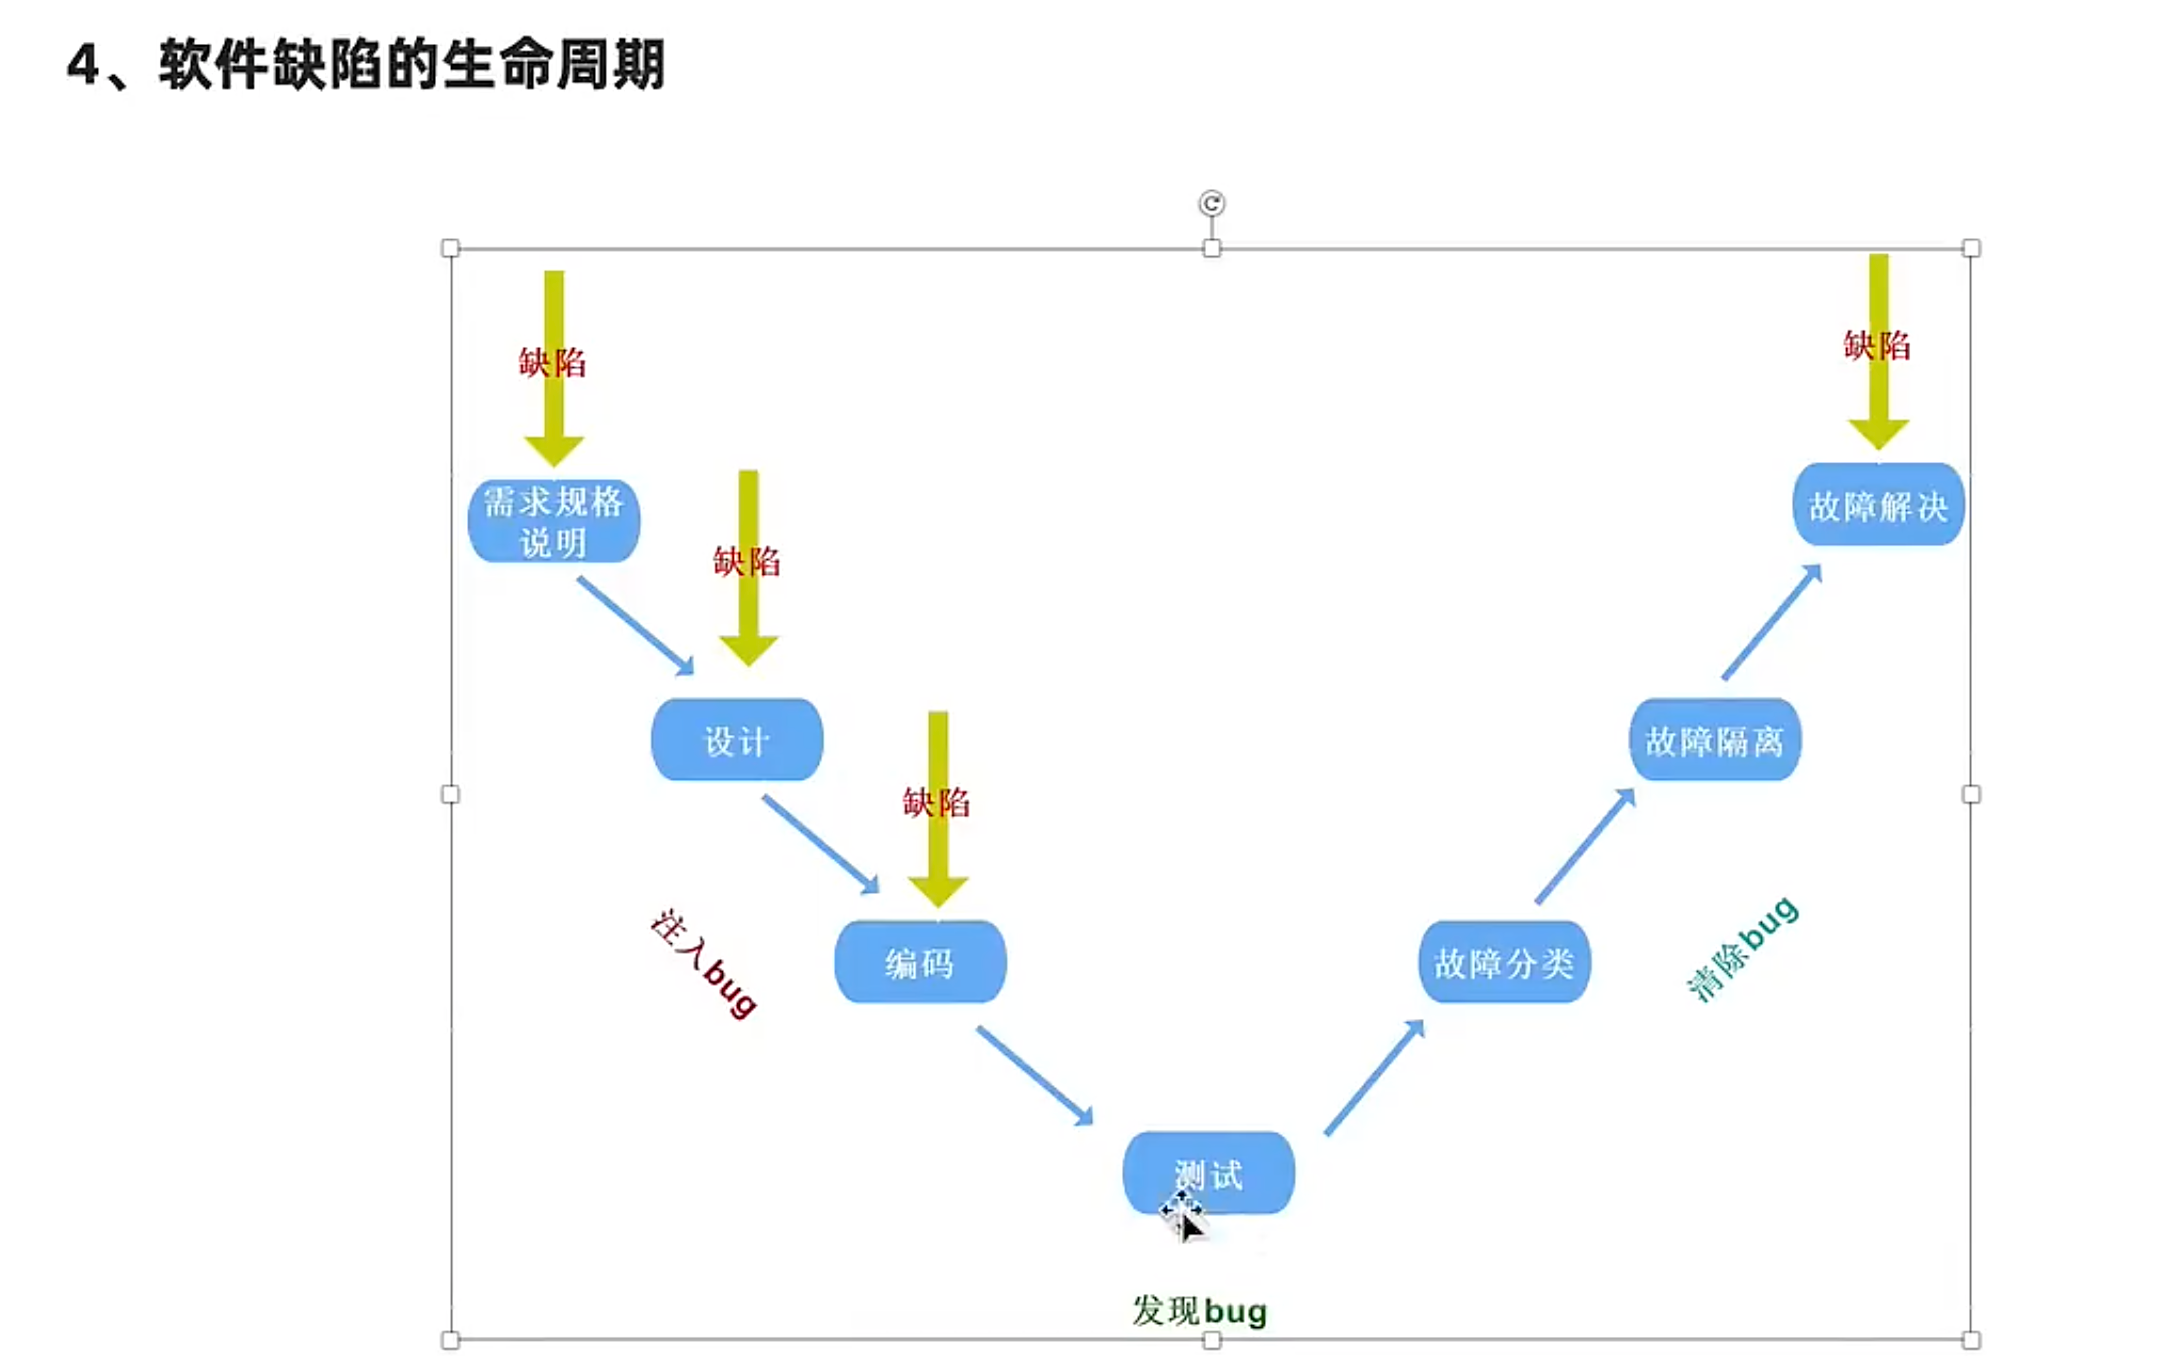 4、软件缺陷的生命周期
缺陷
缺陷
需求规格
说明
故障解决
缺陷
设计
故障隔离
缺陷
注入bug
编码
故障分类
清除bug
测试
发现bug